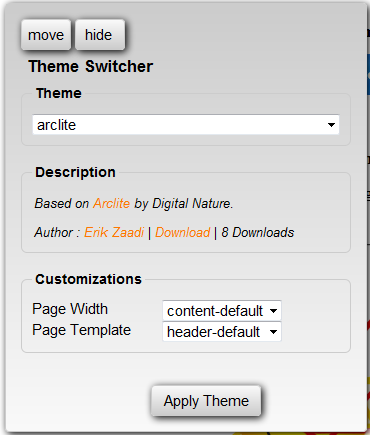 move hide
Theme Switcher
Theme
arclite
Description
Based on Arclite by Digital Nature.
Author : Erik Zaadi | Download | 8 Downloads
Customizations
Page Width content-default
Page Template header-default
Apply Theme